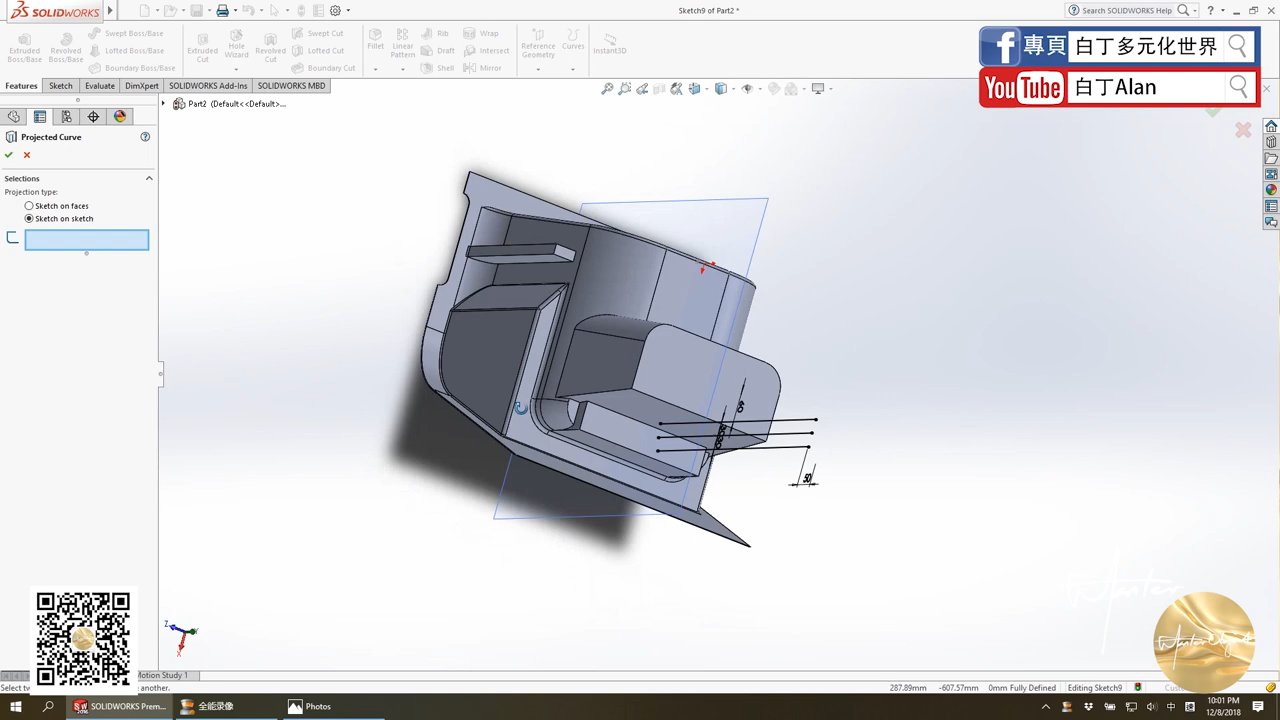 SOLIDWORKS
Sketch9 of Part2 *
Search SOLIDWORKS Help
Extruded Boss/Base
Revolved Boss/Base
Swept Boss/Base
Lofted Boss/Base
Boundary Boss/Base
Extruded Cut
Hole Wizard
Revolved Cut
Swept Cut
Lofted Cut
Boundary Cut
Fillet
Linear Pattern
Rib
Draft
Shell
Wrap
Intersect
Mirror
Reference Geometry
Curves
Instant3D
專頁 白丁多元化世界
YouTube 白丁Alan
Features Sketch Evaluate DimXpert SOLIDWORKS Add-Ins SOLIDWORKS MBD
Part2 (Default<<Default>...
Projected Curve
Selections
Projection type:
Sketch on faces
Sketch on sketch
50
Z
X
Motion Study 1
another.
287.89mm -607.57mm 0mm Fully Defined Editing Sketch9
SOLIDWORKS Prem...
全能录像
Photos
中
10:01 PM
12/8/2018